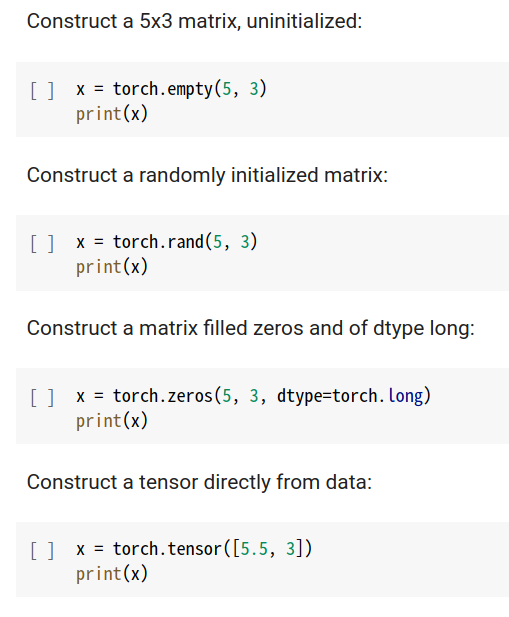 Construct a 5x3 matrix, uninitialized:
[ ] x = torch.empty(5, 3)
print(x)
Construct a randomly initialized matrix:
[ ] x = torch.rand(5, 3)
print(x)
Construct a matrix filled zeros and of dtype long:
[ ] x = torch.zeros(5, 3, dtype=torch.long)
print(x)
Construct a tensor directly from data:
[ ] x = torch.tensor([5.5, 3])
print(x)